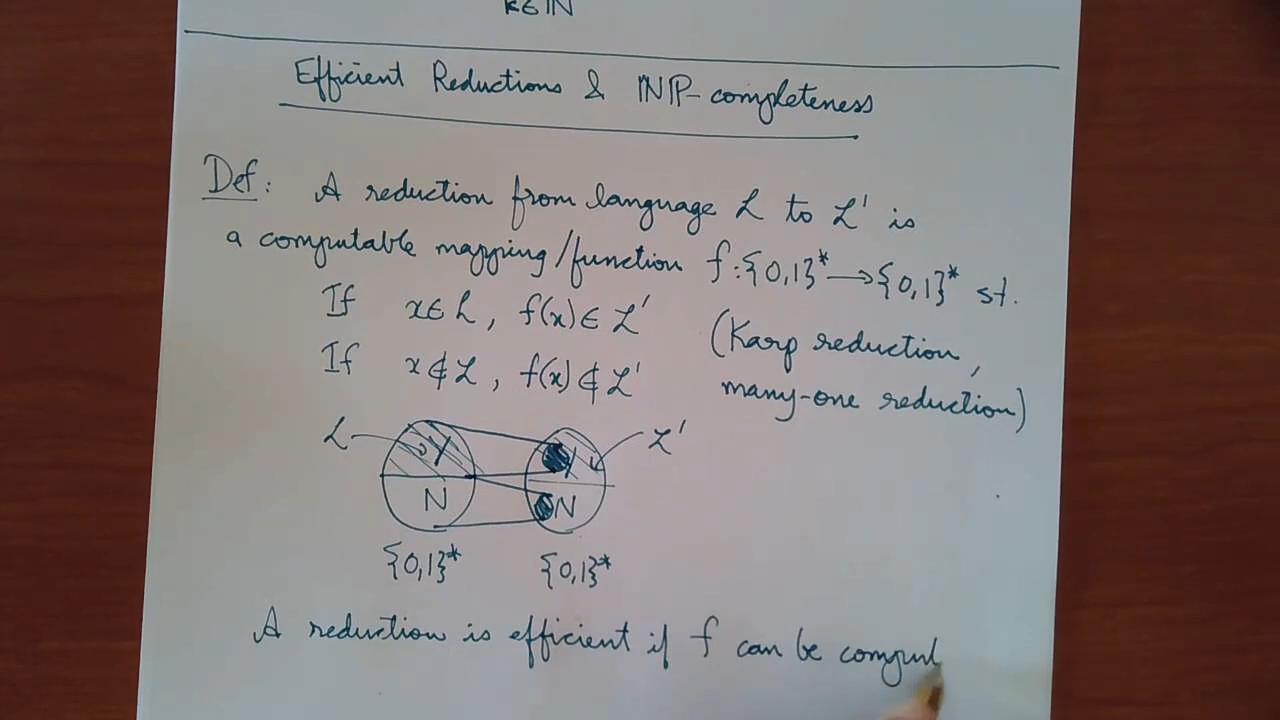 k∈ℕ
Efficient Reductions & ℕℙ-completeness
Def: A reduction from language L to L' is
a computable mapping/function f:{0,1}* → {0,1}* st.
If x∈L, f(x)∈L' (Karp reduction,
If x∉L, f(x)∉L' many-one reduction)
L Y Y L'
N N
{0,1}* {0,1}*
A reduction is efficient if f can be comput